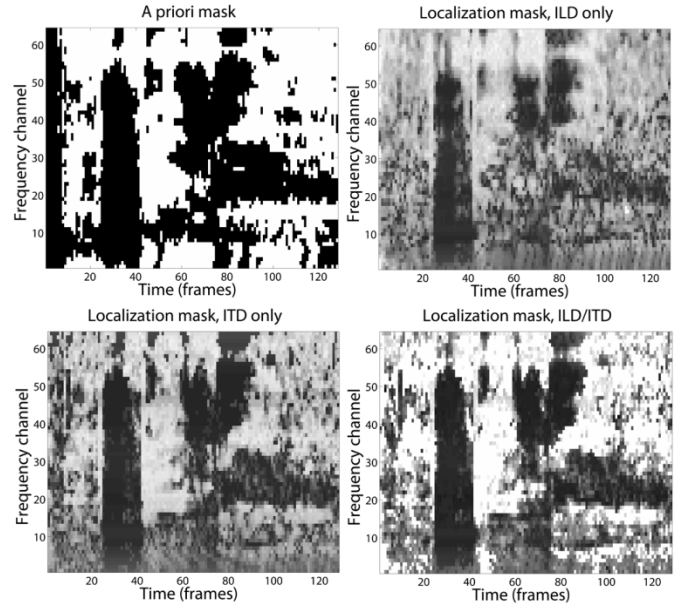 A priori mask
Localization mask, ILD only
Frequency channel
60
50
40
30
20
10
20 40 60 80 100 120
Time (frames)
Frequency channel
60
50
40
30
20
10
20 40 60 80 100 120
Time (frames)
Localization mask, ITD only
Localization mask, ILD/ITD
Frequency channel
60
50
40
30
20
10
20 40 60 80 100 120
Time (frames)
Frequency channel
60
50
40
30
20
10
20 40 60 80 100 120
Time (frames)